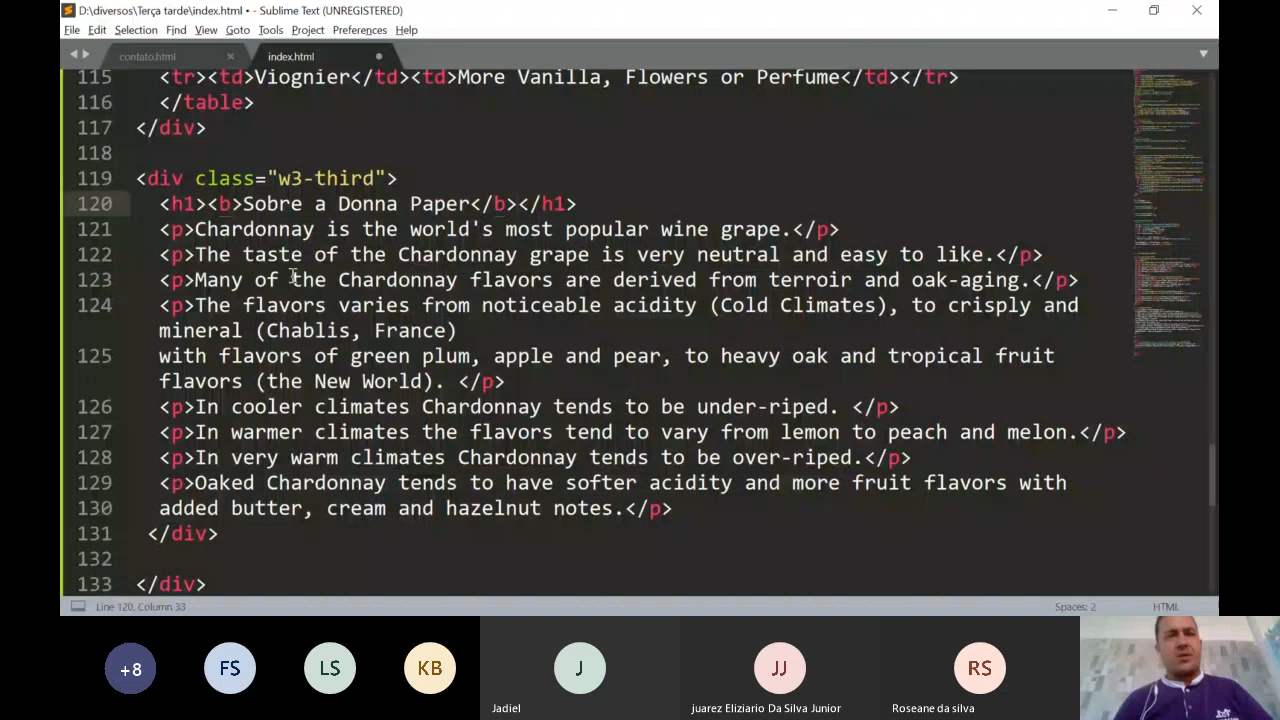 D:\diversos\Terça tarde\index.html • - Sublime Text (UNREGISTERED)
File Edit Selection Find View Goto Tools Project Preferences Help
contato.html index.html
115 <tr><td>Viognier</td><td>More Vanilla, Flowers or Perfume</td></tr>
116 </table>
117 </div>
118
119 <div class="w3-third">
120 <h1><b>Sobre a Donna Paper</b></h1>
121 <p>Chardonnay is the world's most popular wine grape.</p>
122 <p>The taste of the Chardonnay grape is very neutral and easy to like.</p>
123 <p>Many of the Chardonnay flavors are derived from terroir and oak-aging.</p>
124 <p>The flavors varies from noticable acidity (cold Climates), to crisply and
mineral (Chablis, France)
125 with flavors of green plum, apple and pear, to heavy oak and tropical fruit
flavors (the New World). </p>
126 <p>In cooler climates Chardonnay tends to be under-riped. </p>
127 <p>In warmer climates the flavors tend to vary from lemon to peach and melon.</p>
128 <p>In very warm climates Chardonnay tends to be over-riped.</p>
129 <p>Oaked Chardonnay tends to have softer acidity and more fruit flavors with
130 added butter, cream and hazelnut notes.</p>
131 </div>
132
133 </div>
Line 120, Column 33 Spaces: 2 HTML
+8 FS LS KB J JJ RS
Jadiel juarez Eliziario Da Silva Junior Roseane da silva